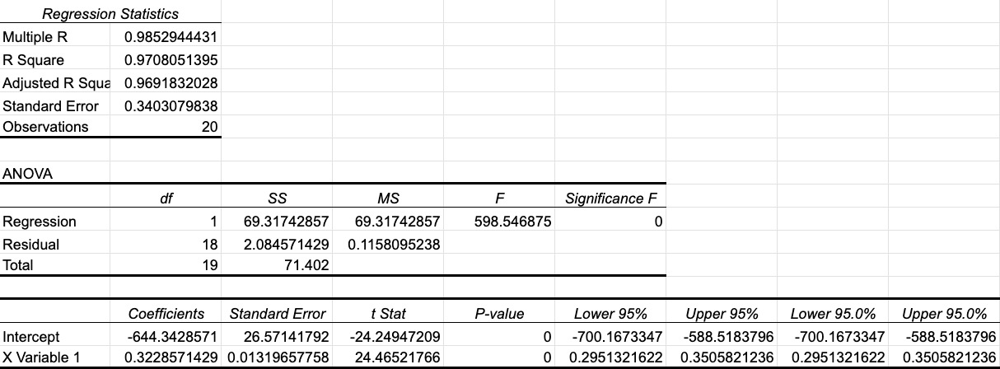 Regression Statistics
Multiple R 0.9852944431
R Square 0.9708051395
Adjusted R Squa 0.9691832028
Standard Error 0.3403079838
Observations 20
ANOVA
df SS MS F Significance F
Regression 1 69.31742857 69.31742857 598.546875 0
Residual 18 2.084571429 0.1158095238
Total 19 71.402
Coefficients Standard Error t Stat P-value Lower 95% Upper 95% Lower 95.0% Upper 95.0%
Intercept -644.3428571 26.57141792 -24.24947209 0 -700.1673347 -588.5183796 -700.1673347 -588.5183796
X Variable 1 0.3228571429 0.01319657758 24.46521766 0 0.2951321622 0.3505821236 0.2951321622 0.3505821236